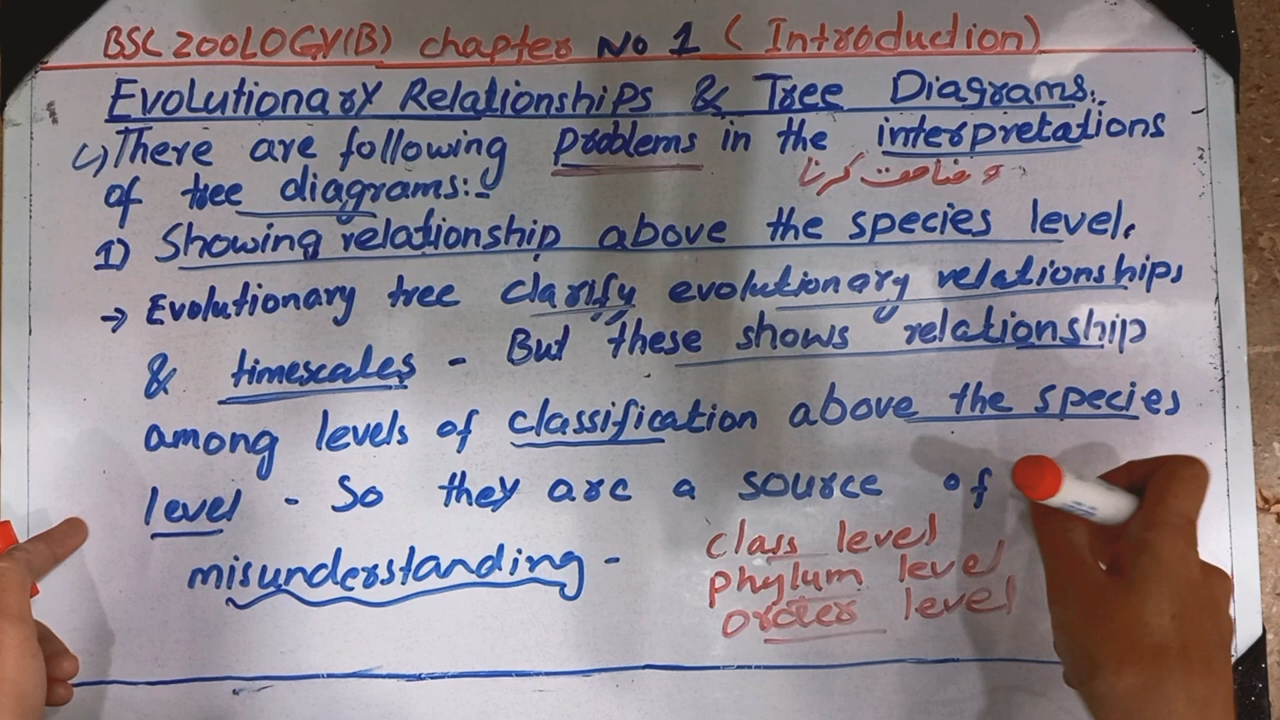 BSC ZOOLOGY(B) chapter No 1 (Introduction)
Evolutionary Relationships & Tree Diagrams:
There are following problems in the interpretations
وضاحت کرنا
of tree diagrams:-
1) Showing relationship above the species level.
→ Evolutionary tree clarify evolutionary relationships
& timescales - But these shows relationship
among levels of classification above the species
level - So they are a source of
misunderstanding -
class level
phylum level
order level